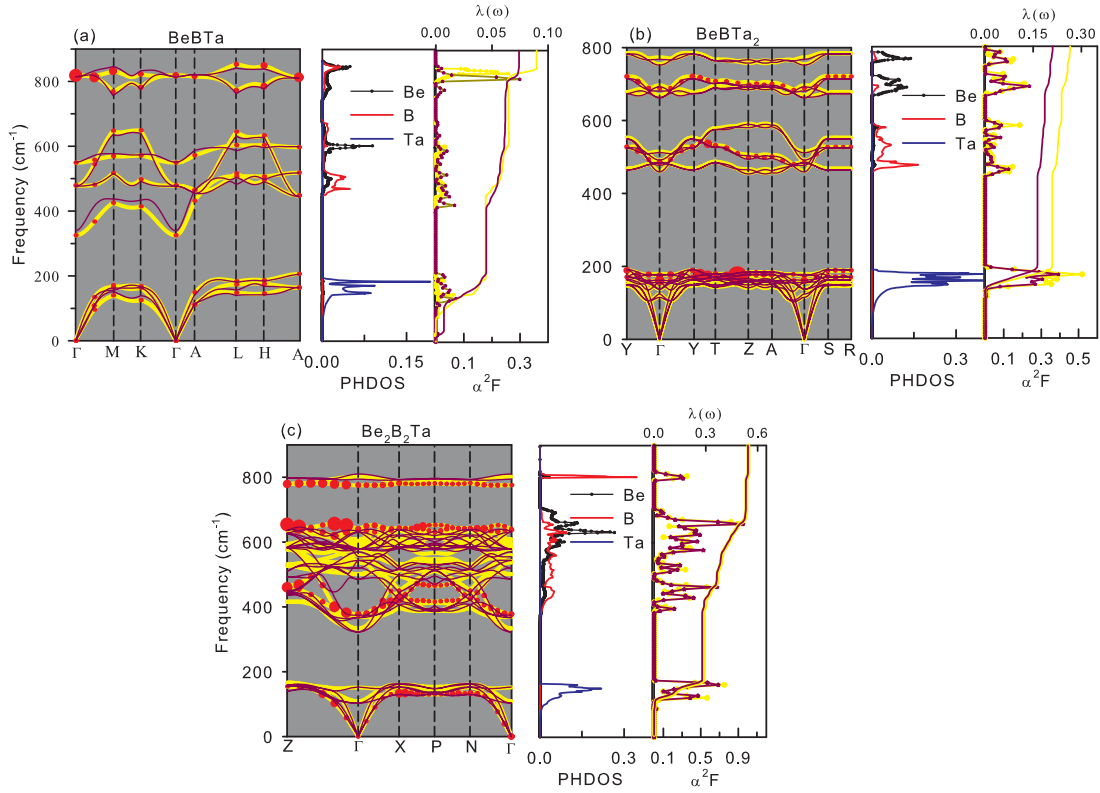 λ(ω)
(a) BeBTa 0.00 0.05 0.10
800
600
400
200
0
Frequency (cm⁻¹)
Γ M K Γ A L H A
Be
B
Ta
0.00 0.15
PHDOS
0.1 0.3
α²F
λ(ω)
(b) BeBTa₂ 0.00 0.15 0.30
800
600
400
200
0
Y Γ Y T Z A Γ S R
Be
B
Ta
0.0 0.3
PHDOS
0.1 0.3 0.5
α²F
λ(ω)
(c) Be₂B₂Ta 0.0 0.3 0.6
800
600
400
200
0
Frequency (cm⁻¹)
Z Γ X P N Γ
Be
B
Ta
0.0 0.3
PHDOS
0.1 0.5 0.9
α²F